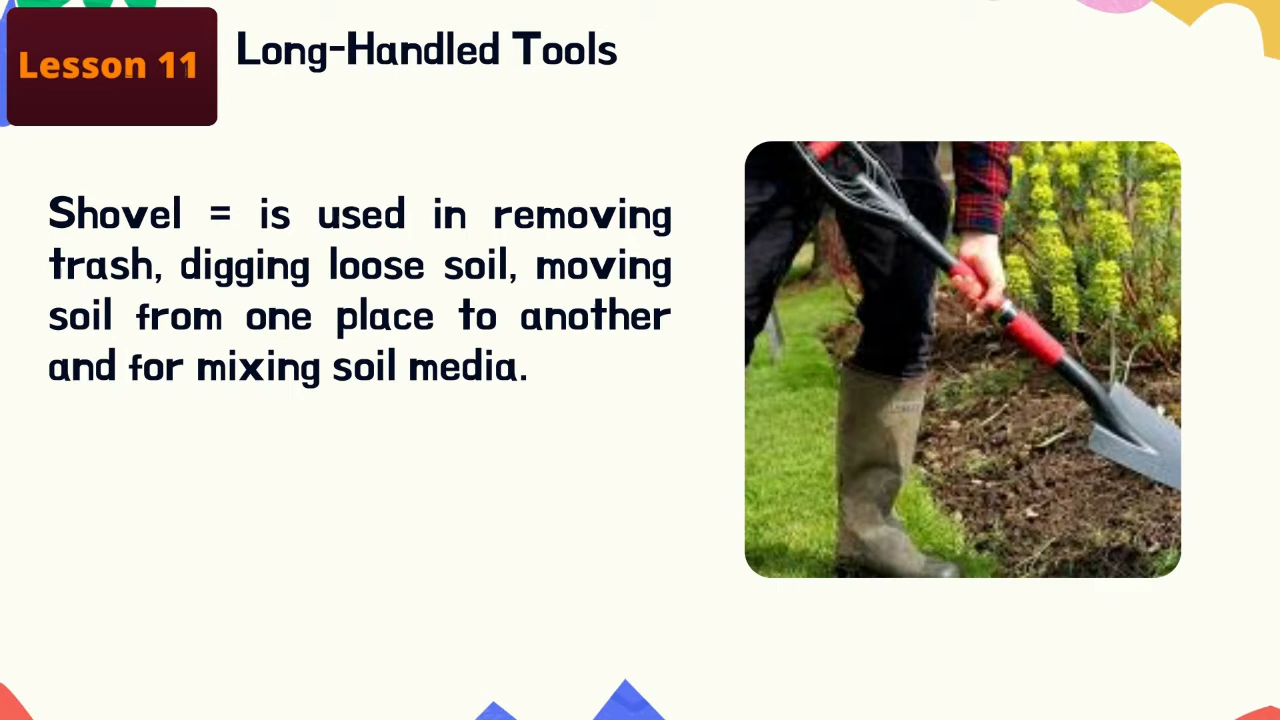 Lesson 11
Long-Handled Tools
Shovel = is used in removing
trash, digging loose soil, moving
soil from one place to another
and for mixing soil media.